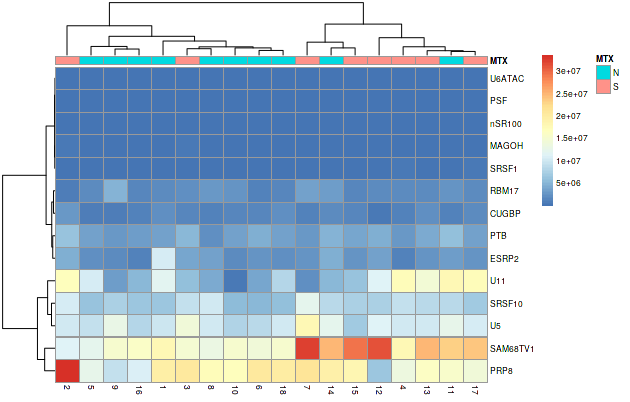 MTX
U6ATAC
PSF
nSR100
MAGOH
SRSF1
RBM17
CUGBP
PTB
ESRP2
U11
SRSF10
U5
SAM68TV1
PRP8
2 5 9 16 1 3 8 10 6 18 7 14 15 12 4 13 11 17
3e+07
2.5e+07
2e+07
1.5e+07
1e+07
5e+06
MTX
N
S